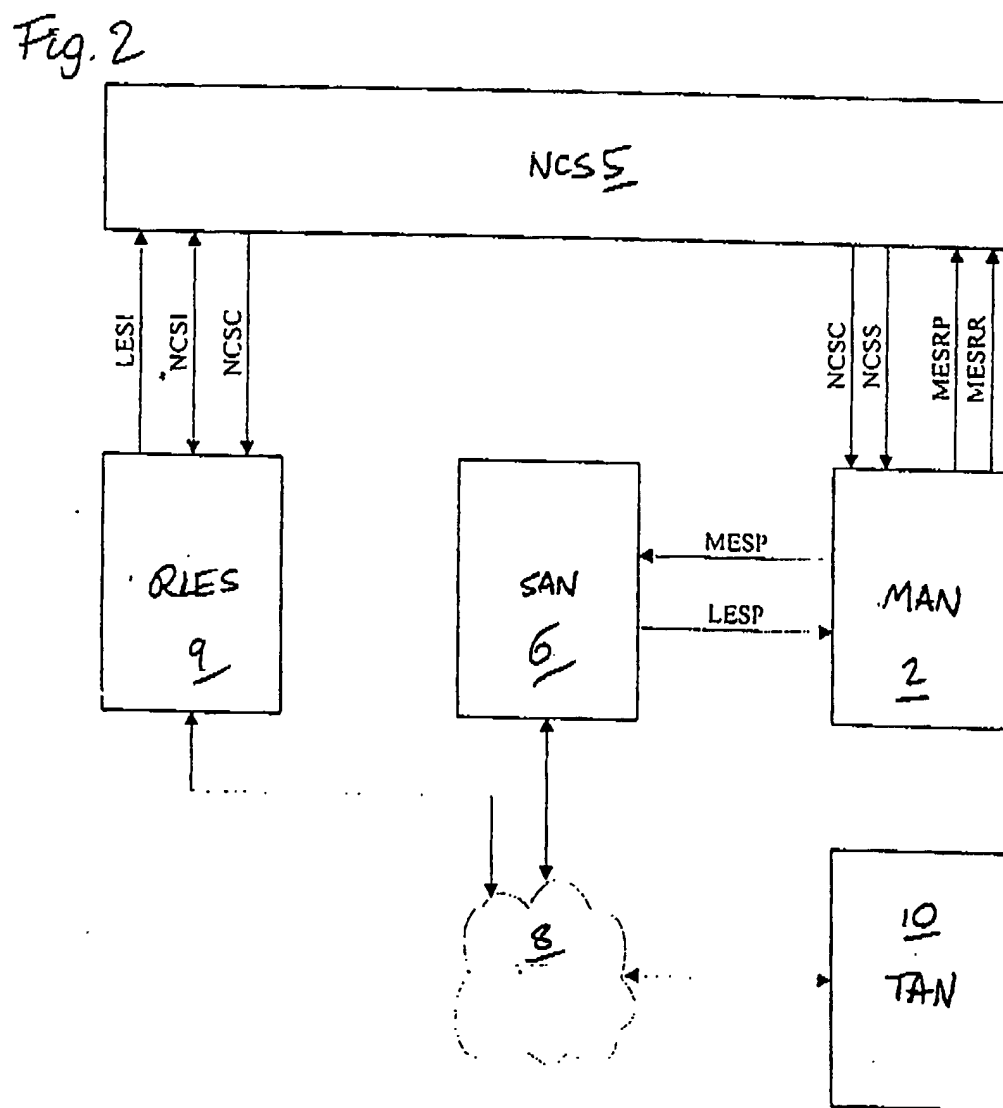 Fig. 2
NCS 5
LESI
NCSI
NCSC
NCSC
NCSS
MESRP
MESRR
RLES
9
SAN
6
MESP
LESP
MAN
2
8
10
TAN